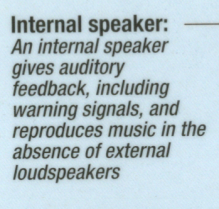 Internal speaker:
An internal speaker
gives auditory
feedback, including
warning signals, and
reproduces music in the
absence of external
loudspeakers